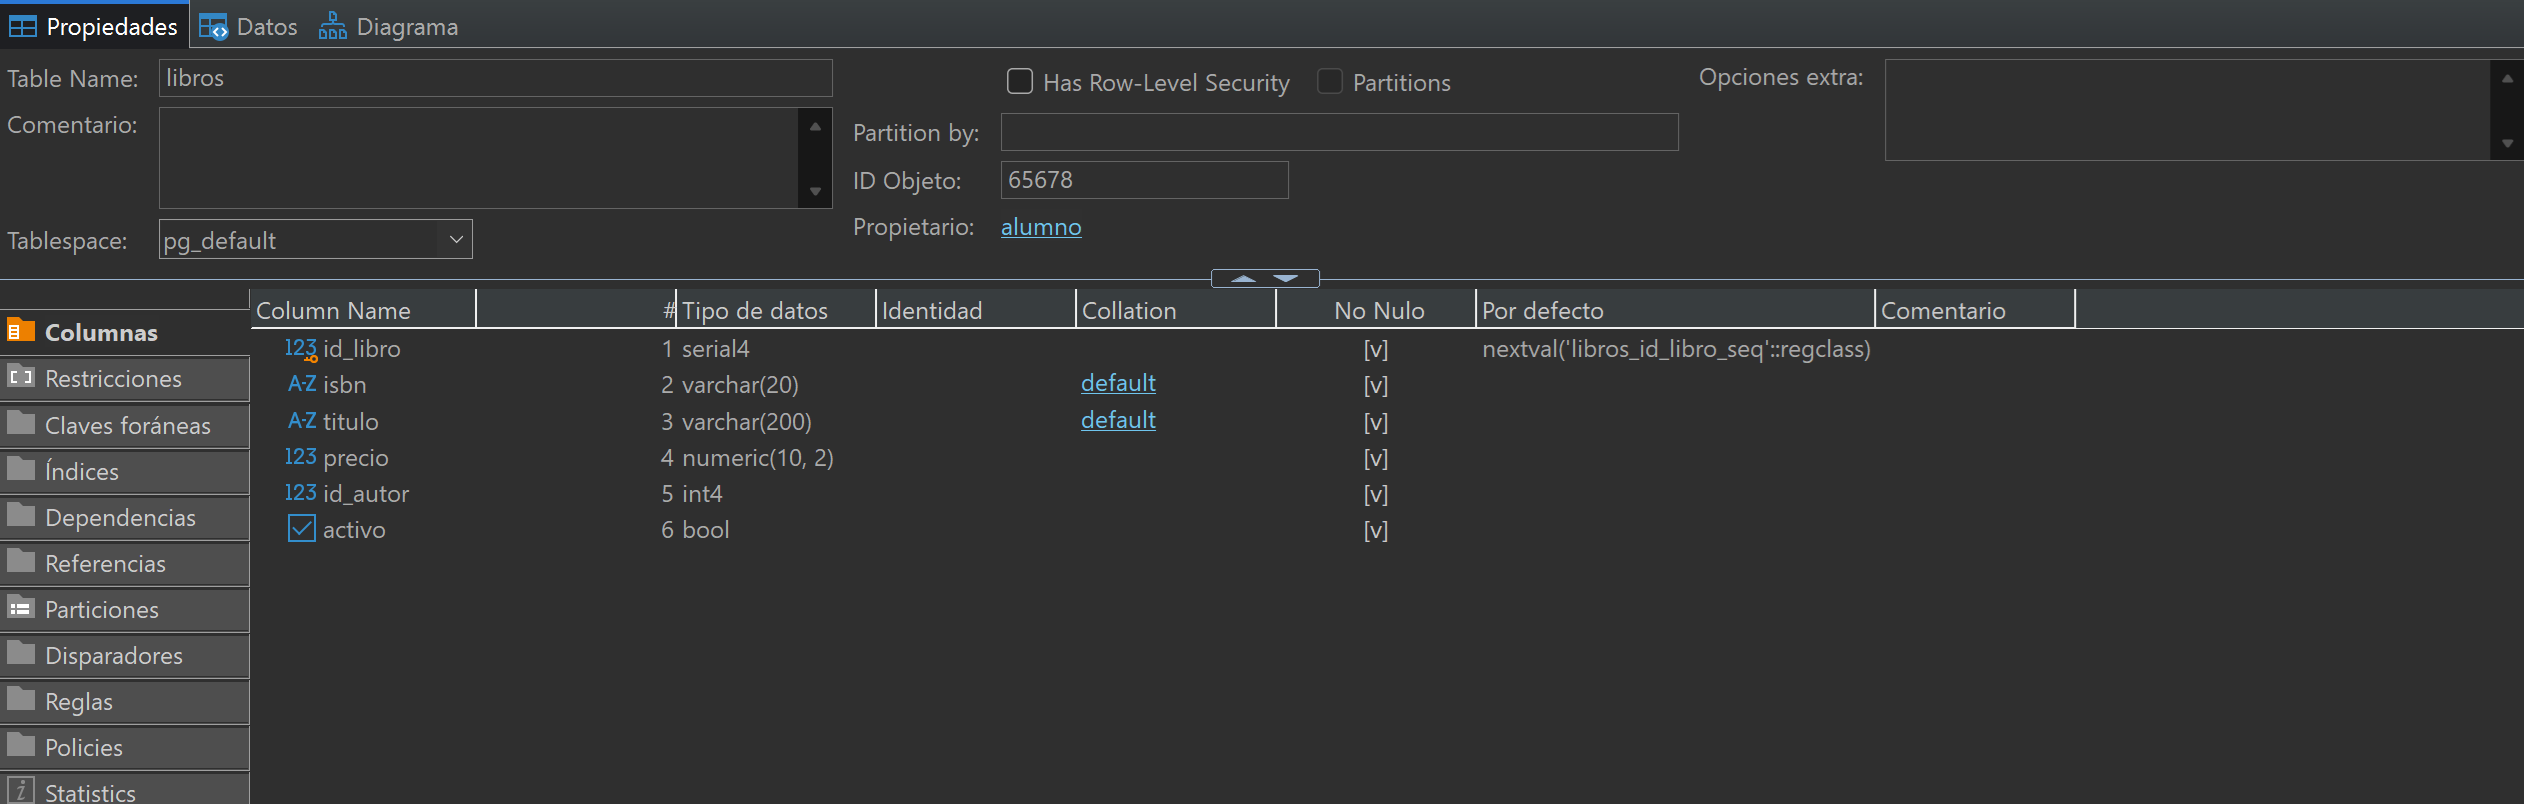 Propiedades Datos Diagrama
Table Name: libros
Comentario:
Tablespace: pg_default
Has Row-Level Security Partitions
Partition by:
ID Objeto: 65678
Propietario: alumno
Opciones extra:
Columnas
Restricciones
Claves foráneas
Índices
Dependencias
Referencias
Particiones
Disparadores
Reglas
Policies
Statistics
Column Name # Tipo de datos Identidad Collation No Nulo Por defecto Comentario
123 id_libro 1 serial4 [v] nextval('libros_id_libro_seq'::regclass)
A-Z isbn 2 varchar(20) default [v]
A-Z titulo 3 varchar(200) default [v]
123 precio 4 numeric(10, 2) [v]
123 id_autor 5 int4 [v]
activo 6 bool [v]